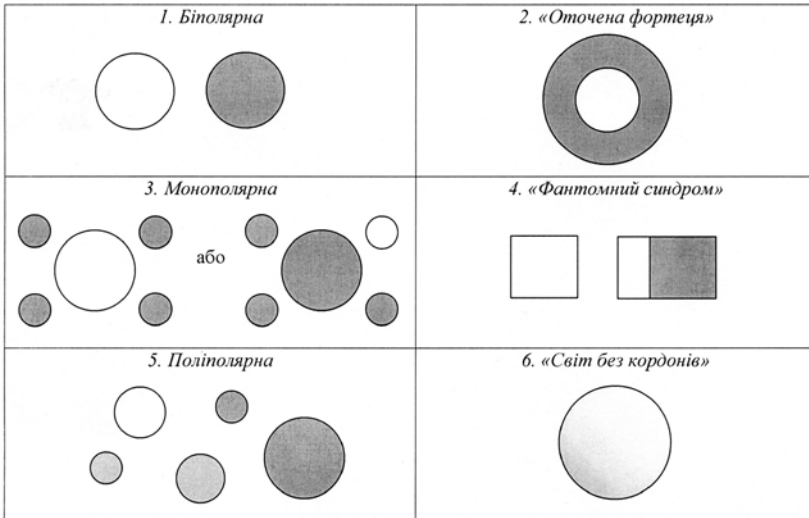 1. Біполярна
2. «Оточена фортеця»
3. Монополярна
або
4. «Фантомний синдром»
5. Поліполярна
6. «Світ без кордонів»